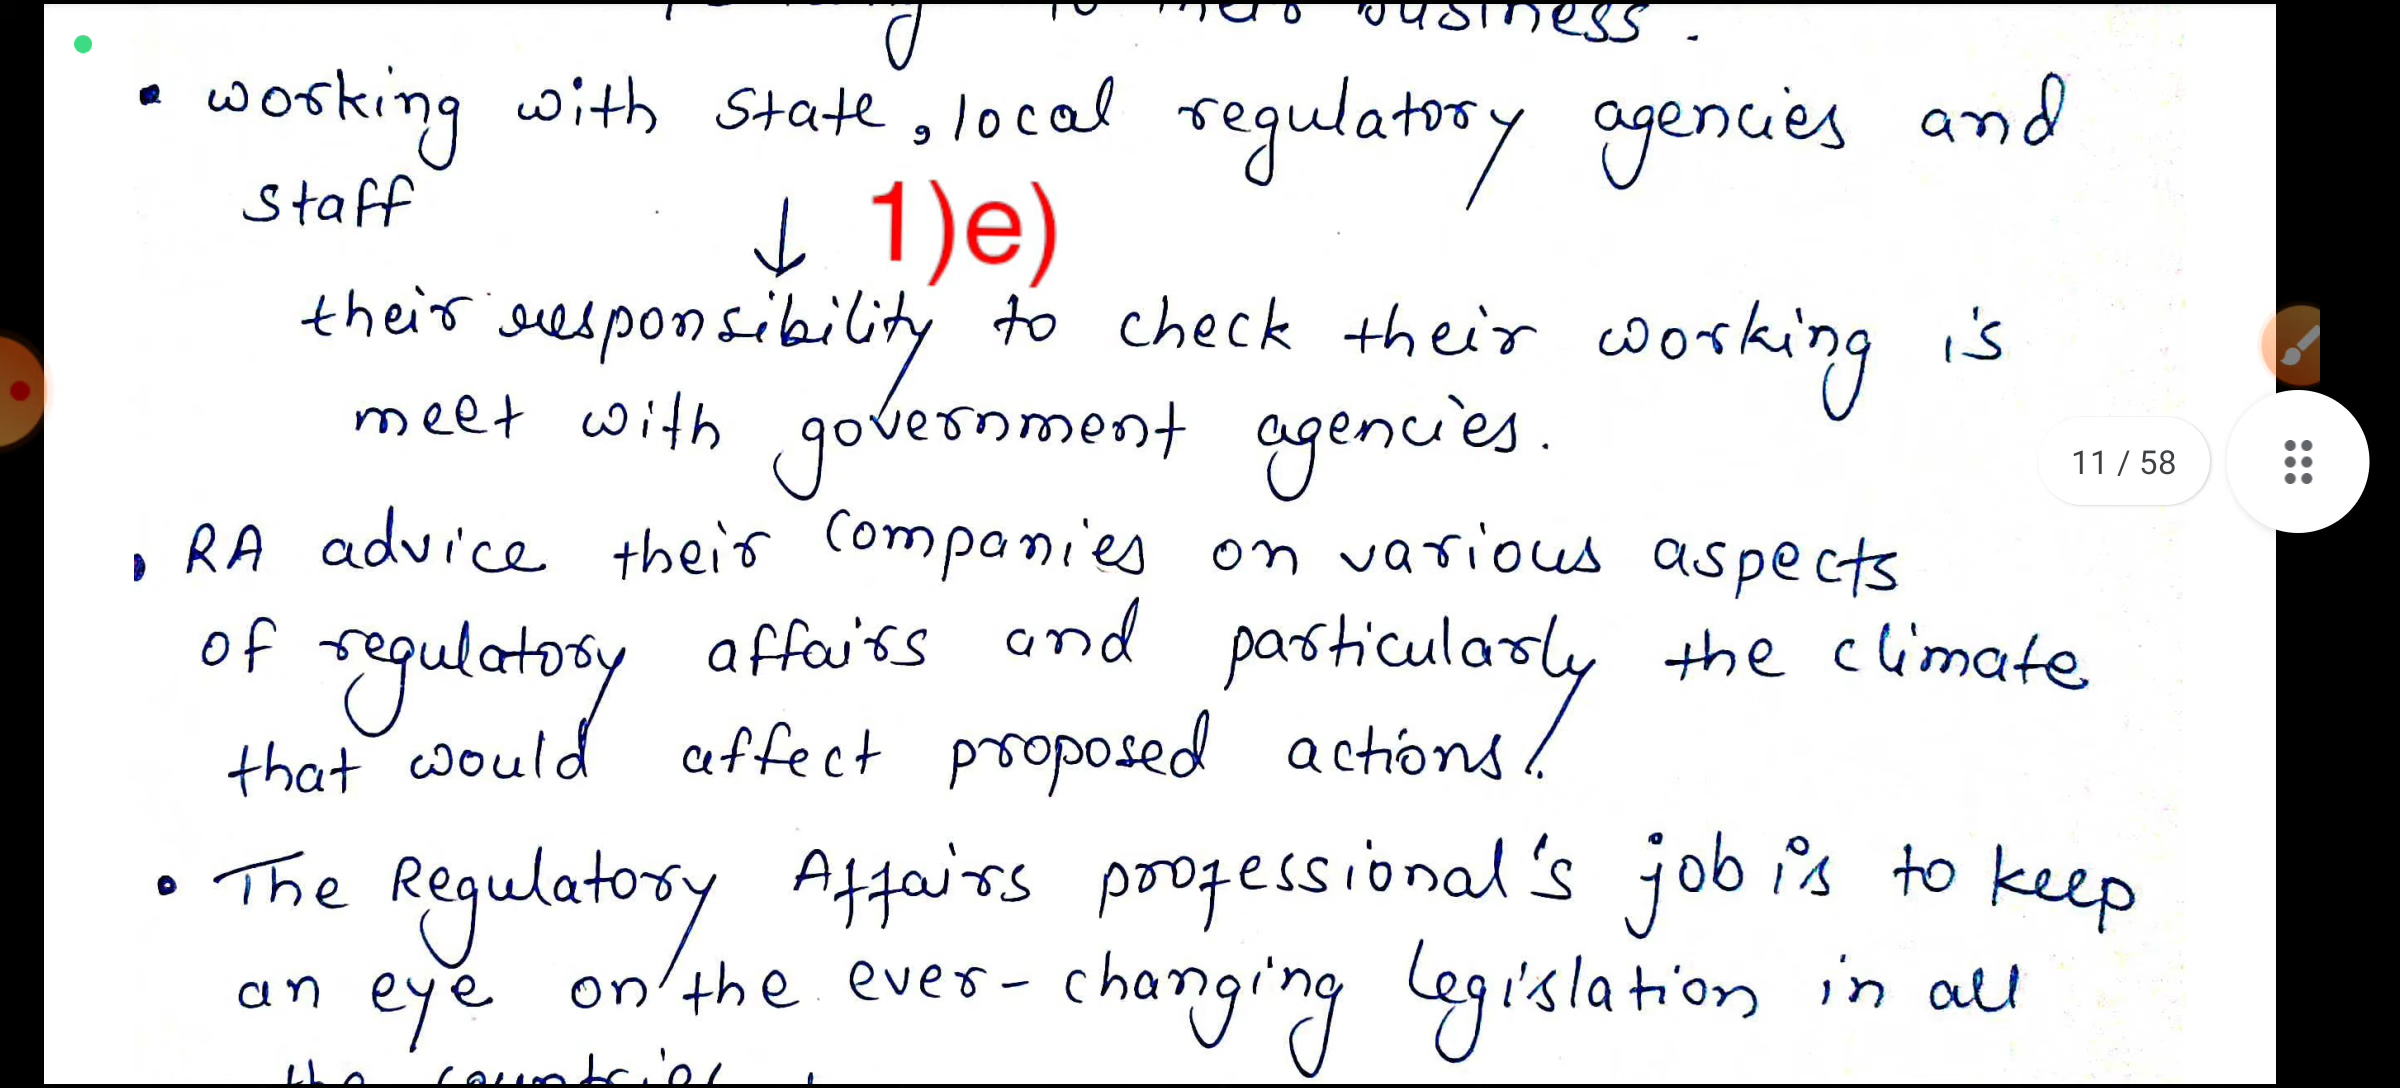 business.
• working with state, local regulatory agencies and
staff
↓ 1)e)
their responsibility to check their working is
meet with government agencies.
11 / 58
• RA advice their companies on various aspects
of regulatory affairs and particularly the climate
that would affect proposed actions.
• The Regulatory Affairs professional's job is to keep
an eye on the ever-changing legislation in all
the countries